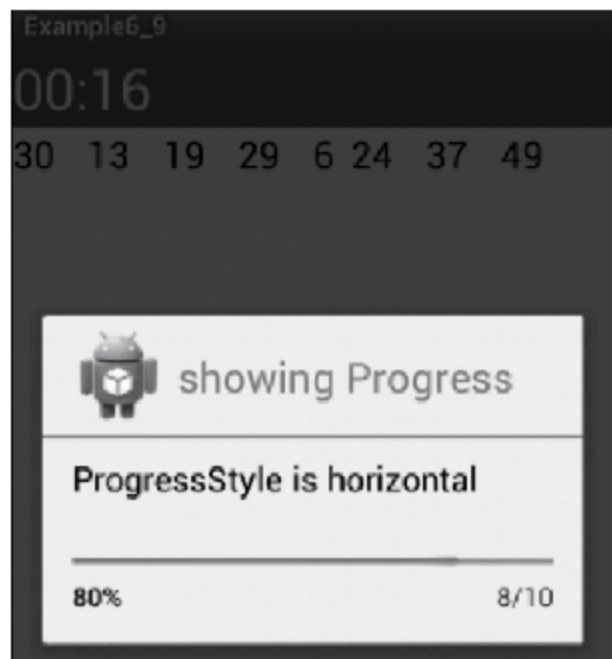 Example6_9
00:16
30 13 19 29 6 24 37 49
showing Progress
ProgressStyle is horizontal
80% 8/10